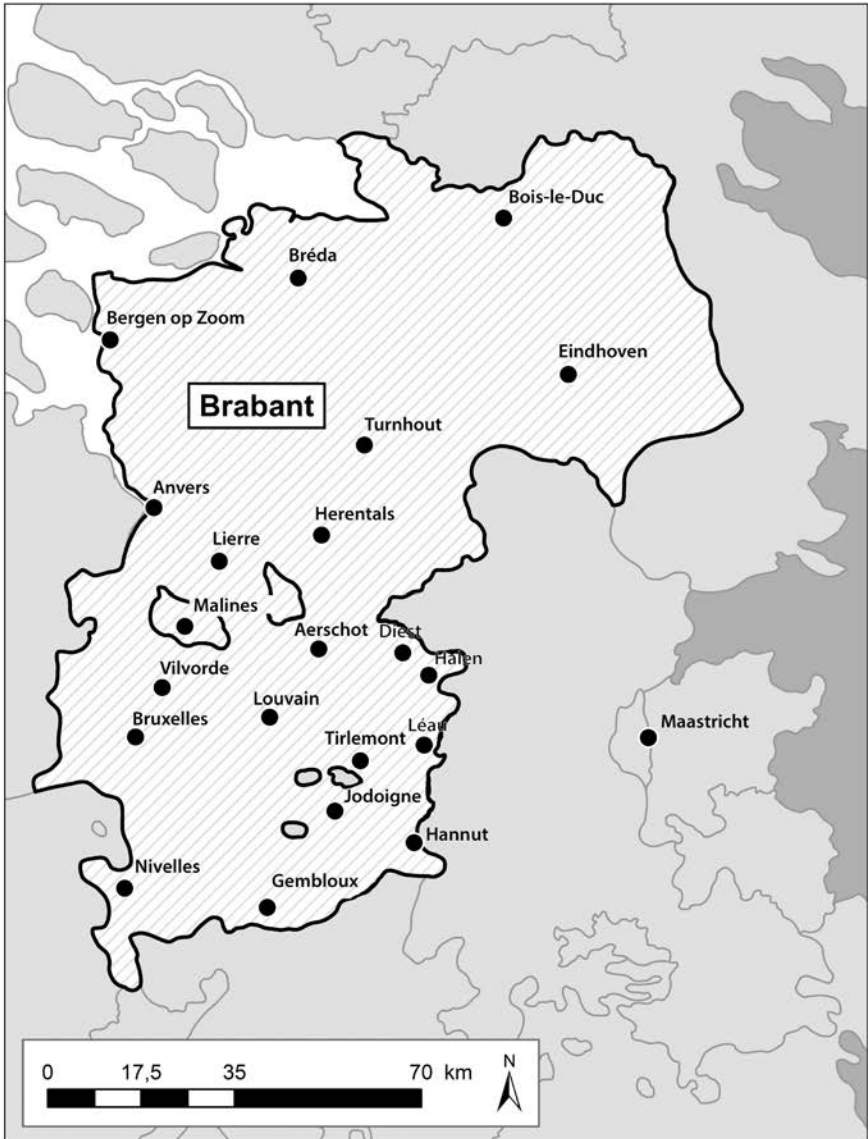 Bois-le-Duc
Bréda
Bergen op Zoom
Eindhoven
Brabant
Turnhout
Anvers
Herentals
Lierre
Malines
Aerschot
Diest
Halen
Vilvorde
Louvain
Bruxelles
Léau
Maastricht
Tirlemont
Jodoigne
Hannut
Nivelles
Gembloux
0 17,5 35 70 km
N